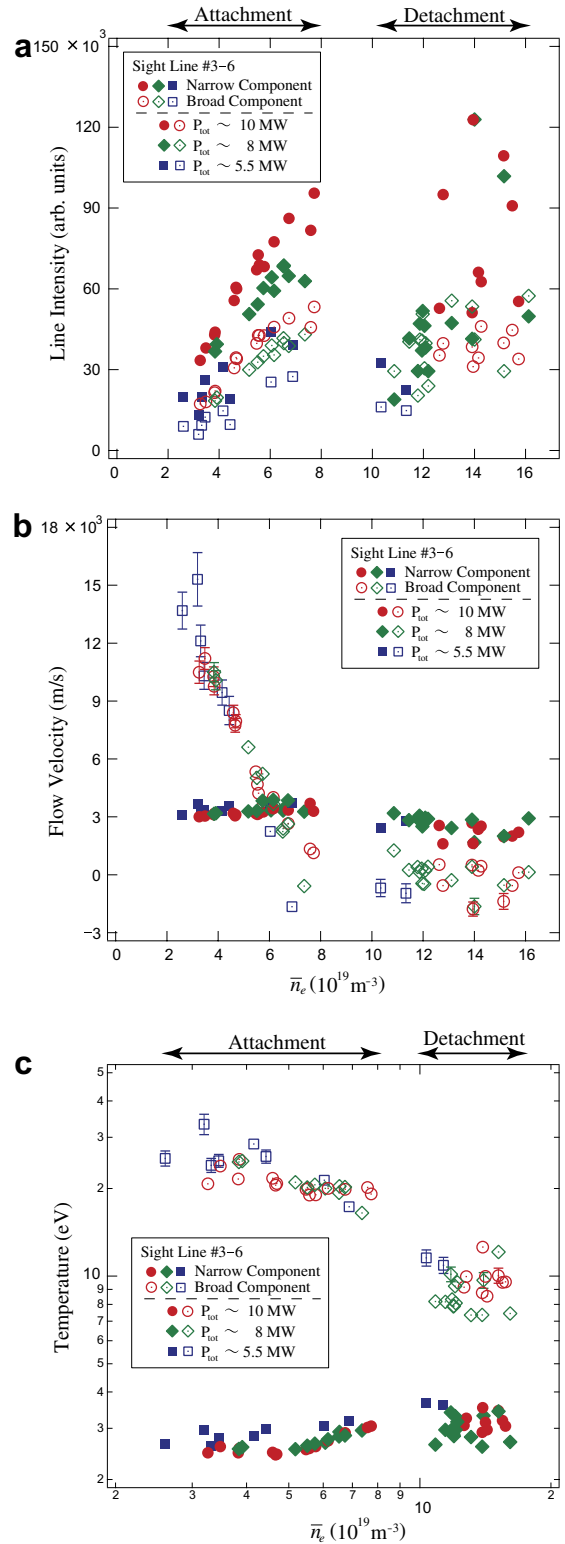 Attachment Detachment
a
150 × 10³
Sight Line #3−6
Narrow Component
Broad Component
P_tot ∼ 10 MW
P_tot ∼ 8 MW
P_tot ∼ 5.5 MW
120
90
60
30
0
Line Intensity (arb. units)
0 2 4 6 8 10 12 14 16
b
18 × 10³
Sight Line #3−6
Narrow Component
Broad Component
P_tot ∼ 10 MW
P_tot ∼ 8 MW
P_tot ∼ 5.5 MW
15
12
9
6
3
0
−3
Flow Velocity (m/s)
0 2 4 6 8 10 12 14 16
n̅_e (10¹⁹ m⁻³)
Attachment Detachment
c
5
4
3
2
10
9
8
7
6
5
4
3
2
Temperature (eV)
Sight Line #3−6
Narrow Component
Broad Component
P_tot ∼ 10 MW
P_tot ∼ 8 MW
P_tot ∼ 5.5 MW
2 3 4 5 6 7 8 9 10 2
n̅_e (10¹⁹ m⁻³)